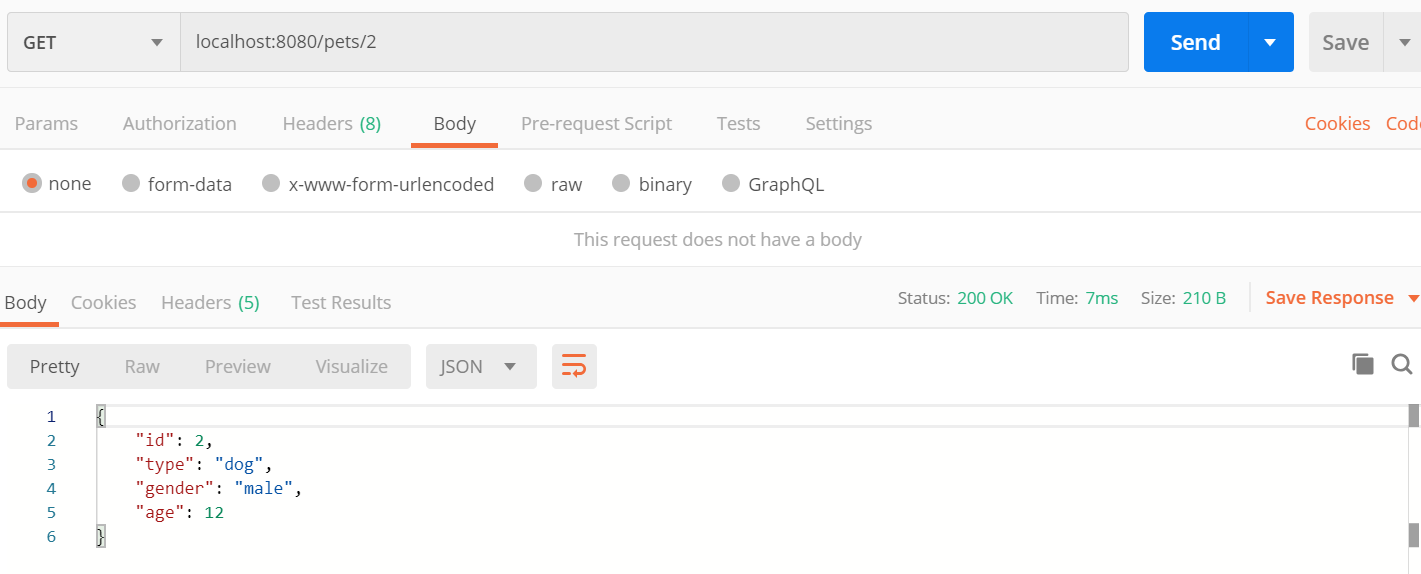 GET localhost:8080/pets/2 Send Save
Params Authorization Headers (8) Body Pre-request Script Tests Settings Cookies Code
none form-data x-www-form-urlencoded raw binary GraphQL
This request does not have a body
Body Cookies Headers (5) Test Results Status: 200 OK Time: 7ms Size: 210 B Save Response
Pretty Raw Preview Visualize JSON
1 {
2 "id": 2,
3 "type": "dog",
4 "gender": "male",
5 "age": 12
6 }